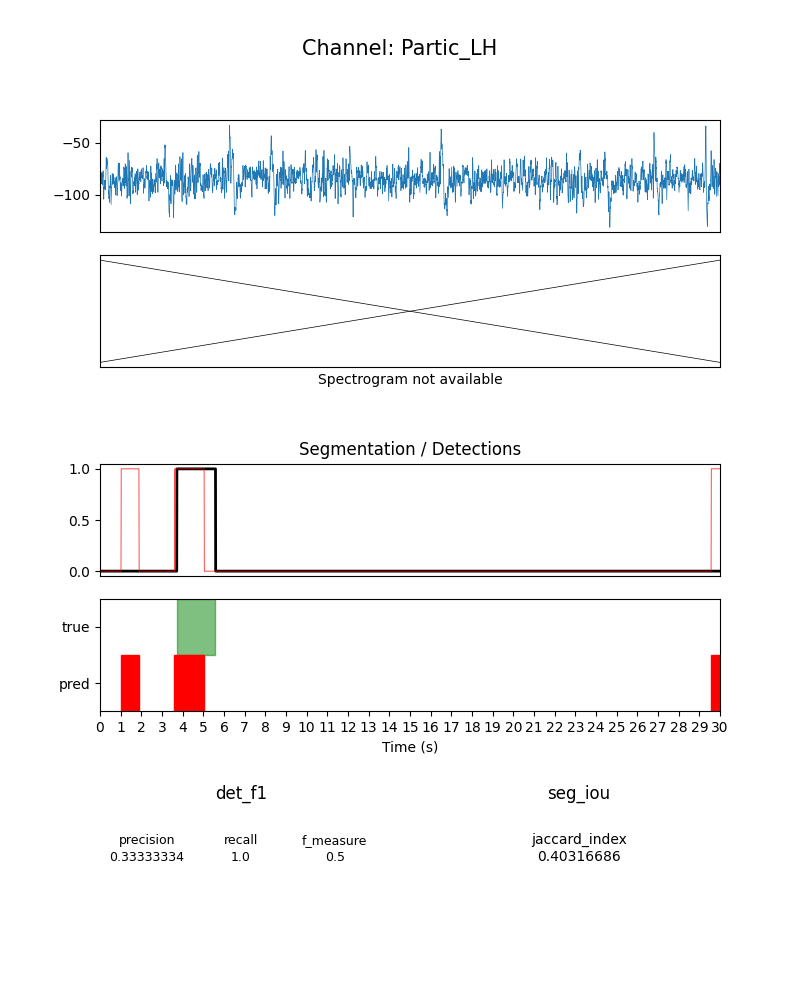 Channel: Partic_LH
−50
−100
Spectrogram not available
Segmentation / Detections
1.0
0.5
0.0
true
pred
0 1 2 3 4 5 6 7 8 9 10 11 12 13 14 15 16 17 18 19 20 21 22 23 24 25 26 27 28 29 30
Time (s)
det_f1 seg_iou
precision recall f_measure jaccard_index
0.33333334 1.0 0.5 0.40316686